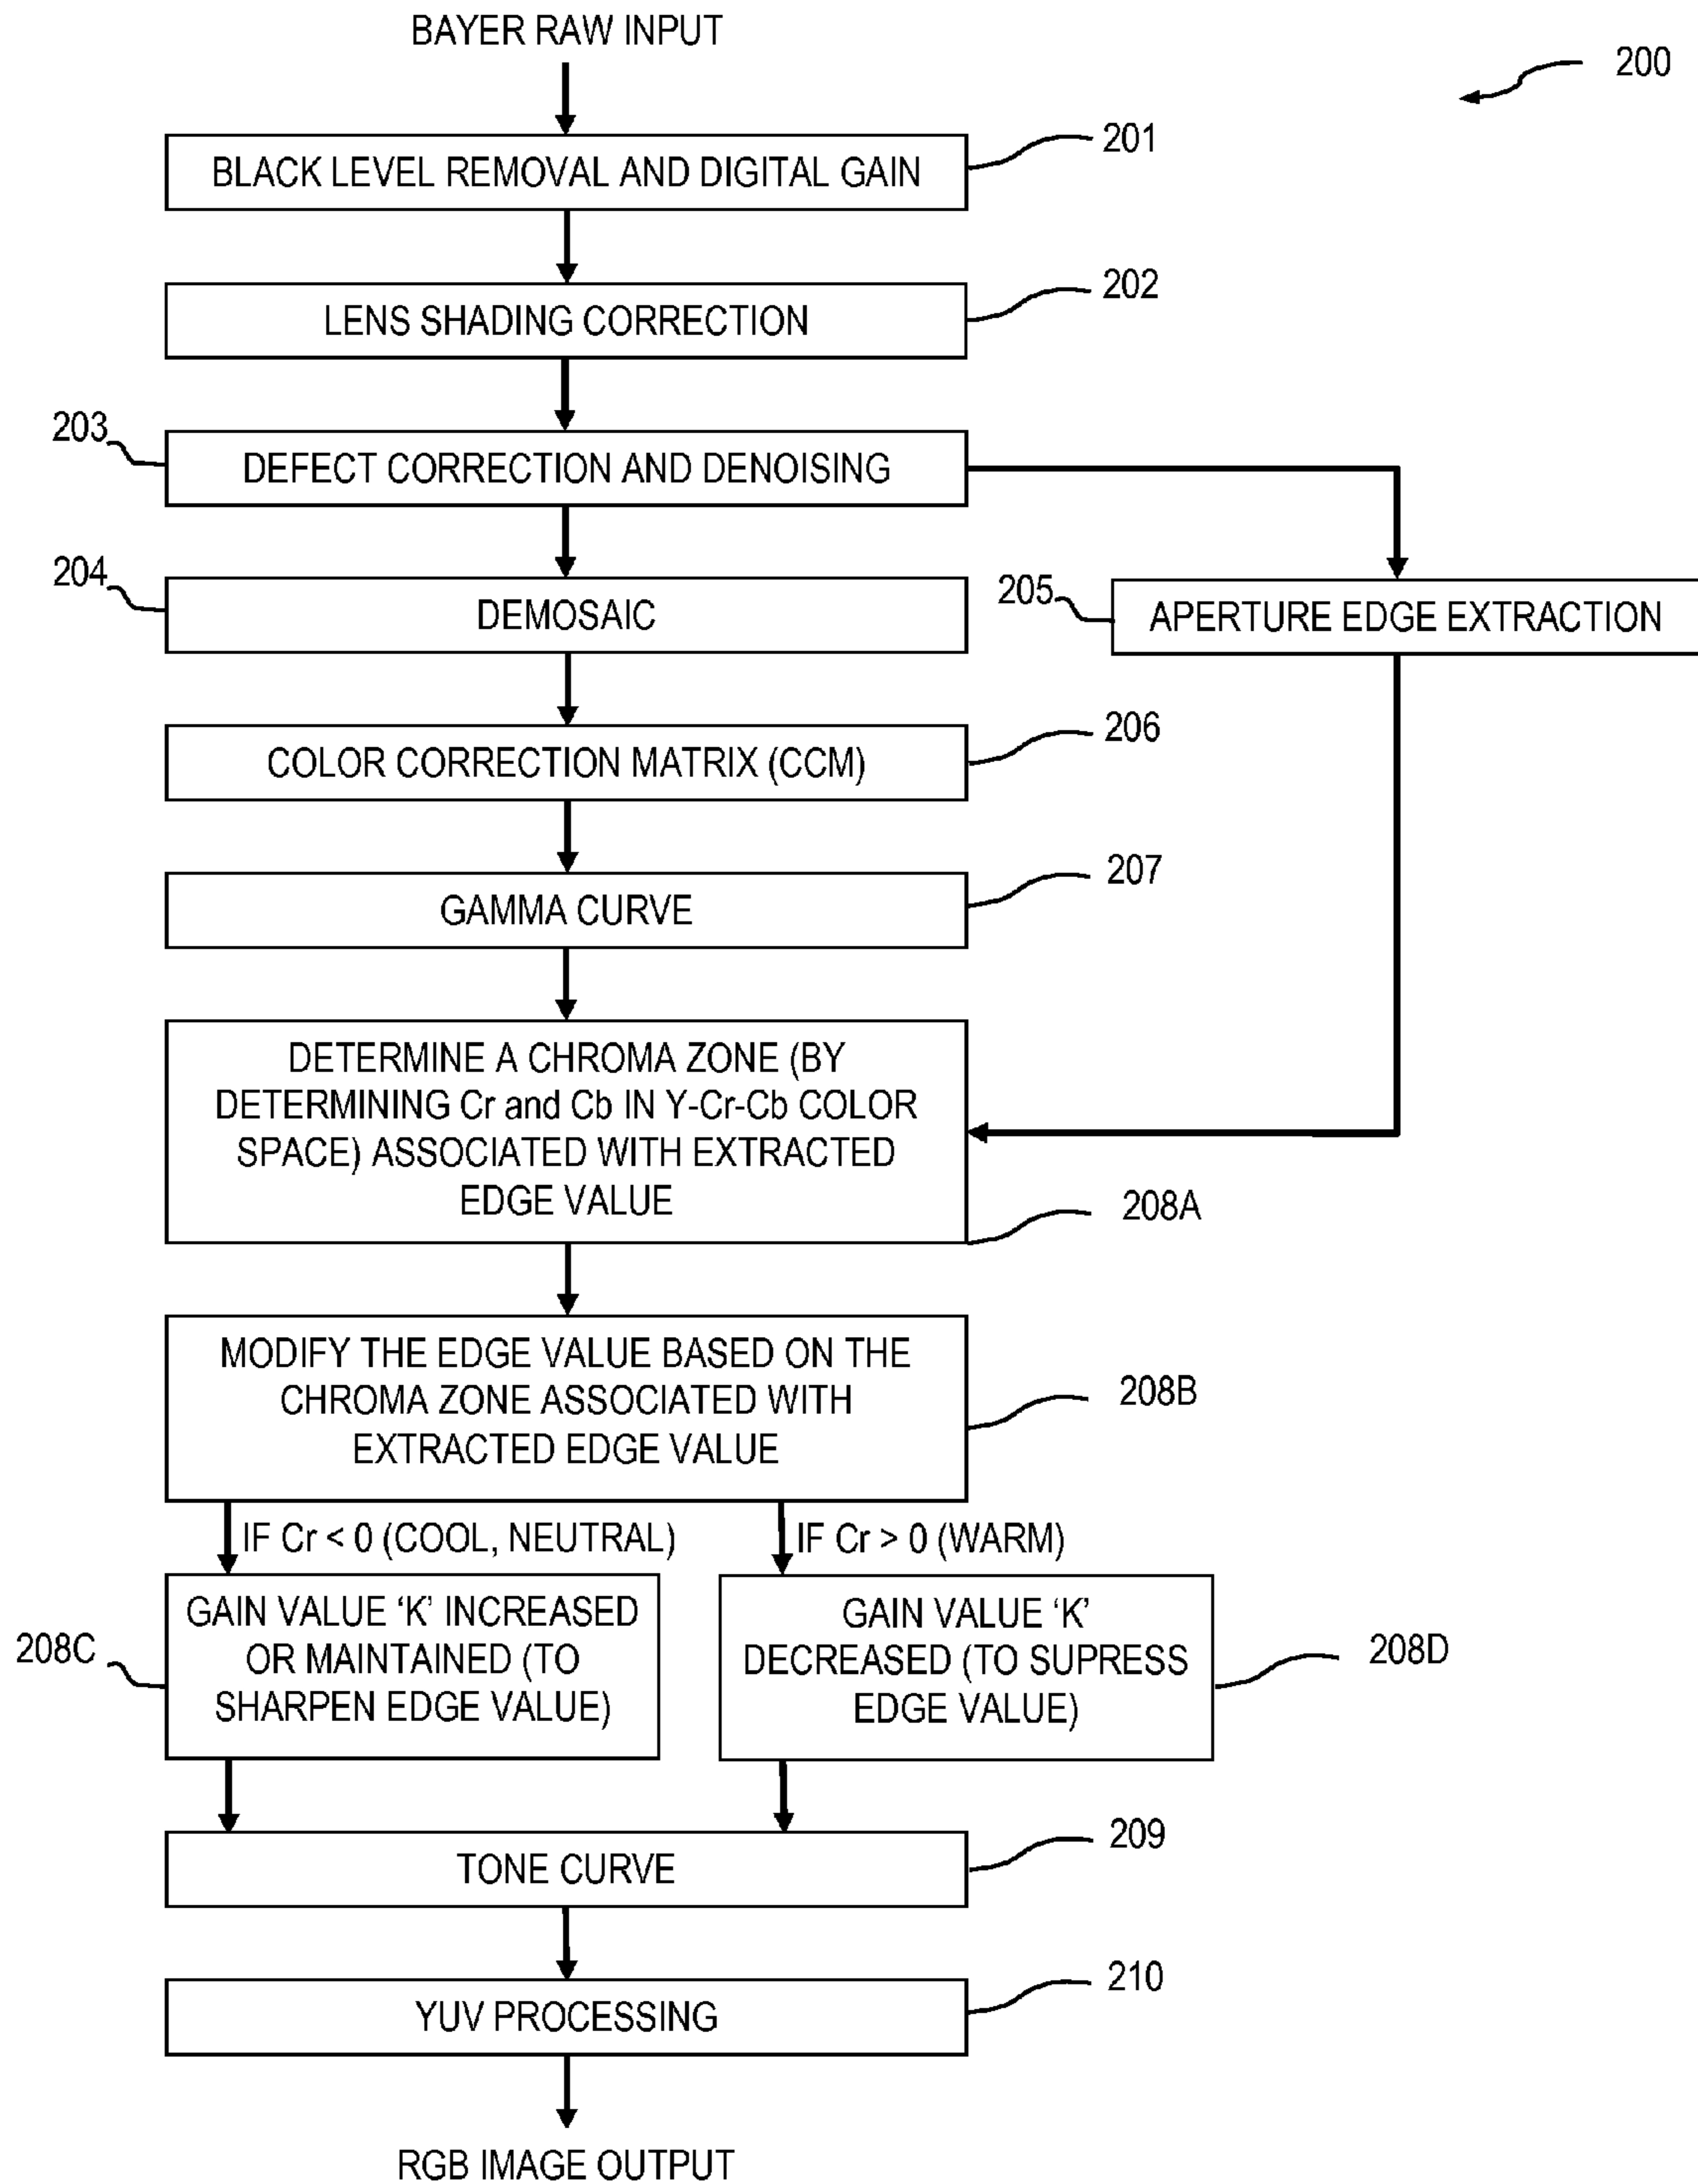 BAYER RAW INPUT
200
201
BLACK LEVEL REMOVAL AND DIGITAL GAIN
202
LENS SHADING CORRECTION
203
DEFECT CORRECTION AND DENOISING
204
DEMOSAIC
205
APERTURE EDGE EXTRACTION
206
COLOR CORRECTION MATRIX (CCM)
207
GAMMA CURVE
DETERMINE A CHROMA ZONE (BY
DETERMINING Cr and Cb IN Y-Cr-Cb COLOR
SPACE) ASSOCIATED WITH EXTRACTED
EDGE VALUE
208A
MODIFY THE EDGE VALUE BASED ON THE
CHROMA ZONE ASSOCIATED WITH
EXTRACTED EDGE VALUE
208B
IF Cr < 0 (COOL, NEUTRAL)
IF Cr > 0 (WARM)
GAIN VALUE ‘K’ INCREASED
OR MAINTAINED (TO
SHARPEN EDGE VALUE)
208C
GAIN VALUE ‘K’
DECREASED (TO SUPRESS
EDGE VALUE)
208D
209
TONE CURVE
210
YUV PROCESSING
RGB IMAGE OUTPUT